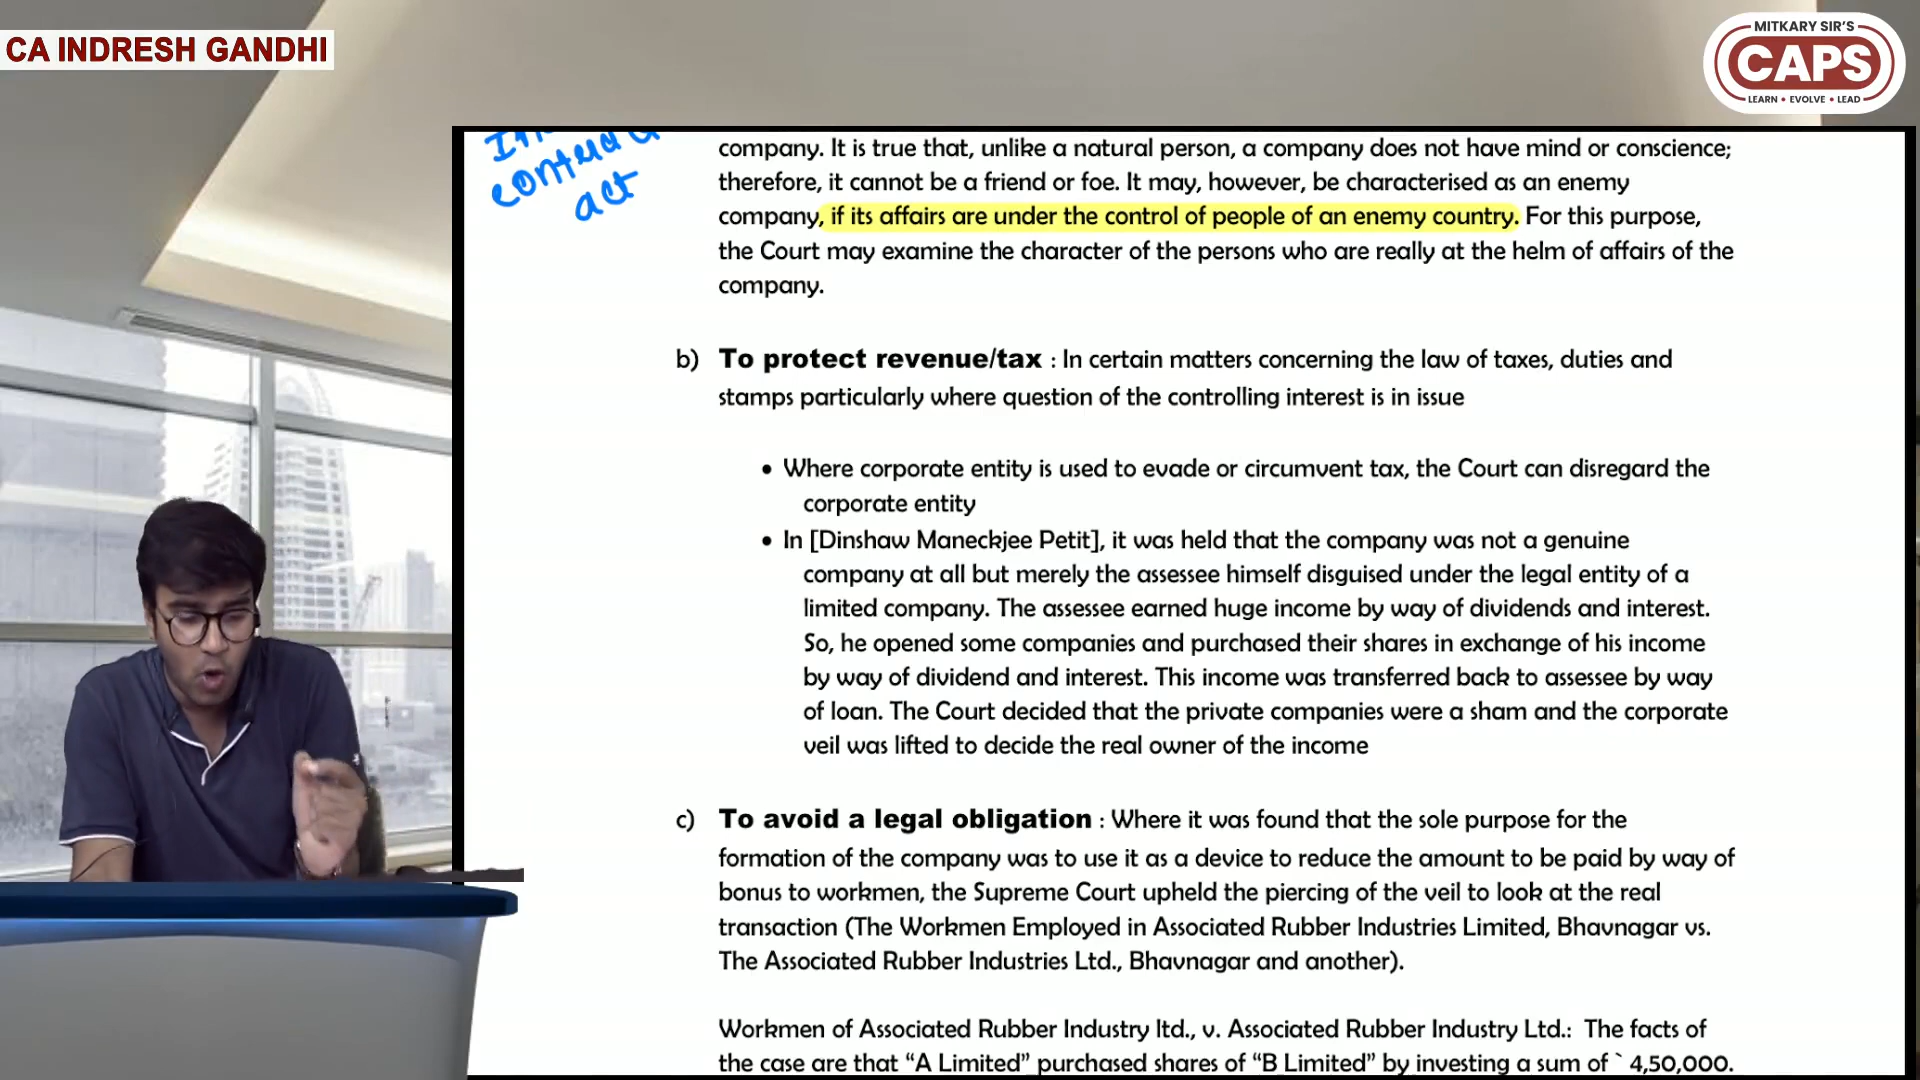 CA INDRESH GANDHI
MITKARY SIR'S
CAPS
LEARN • EVOLVE • LEAD
act
company. It is true that, unlike a natural person, a company does not have mind or conscience;
therefore, it cannot be a friend or foe. It may, however, be characterised as an enemy
company, if its affairs are under the control of people of an enemy country. For this purpose,
the Court may examine the character of the persons who are really at the helm of affairs of the
company.
b) To protect revenue/tax : In certain matters concerning the law of taxes, duties and
stamps particularly where question of the controlling interest is in issue
• Where corporate entity is used to evade or circumvent tax, the Court can disregard the
corporate entity
• In [Dinshaw Maneckjee Petit], it was held that the company was not a genuine
company at all but merely the assessee himself disguised under the legal entity of a
limited company. The assessee earned huge income by way of dividends and interest.
So, he opened some companies and purchased their shares in exchange of his income
by way of dividend and interest. This income was transferred back to assessee by way
of loan. The Court decided that the private companies were a sham and the corporate
veil was lifted to decide the real owner of the income
c) To avoid a legal obligation : Where it was found that the sole purpose for the
formation of the company was to use it as a device to reduce the amount to be paid by way of
bonus to workmen, the Supreme Court upheld the piercing of the veil to look at the real
transaction (The Workmen Employed in Associated Rubber Industries Limited, Bhavnagar vs.
The Associated Rubber Industries Ltd., Bhavnagar and another).
Workmen of Associated Rubber Industry ltd., v. Associated Rubber Industry Ltd.: The facts of
the case are that “A Limited” purchased shares of “B Limited” by investing a sum of ` 4,50,000.